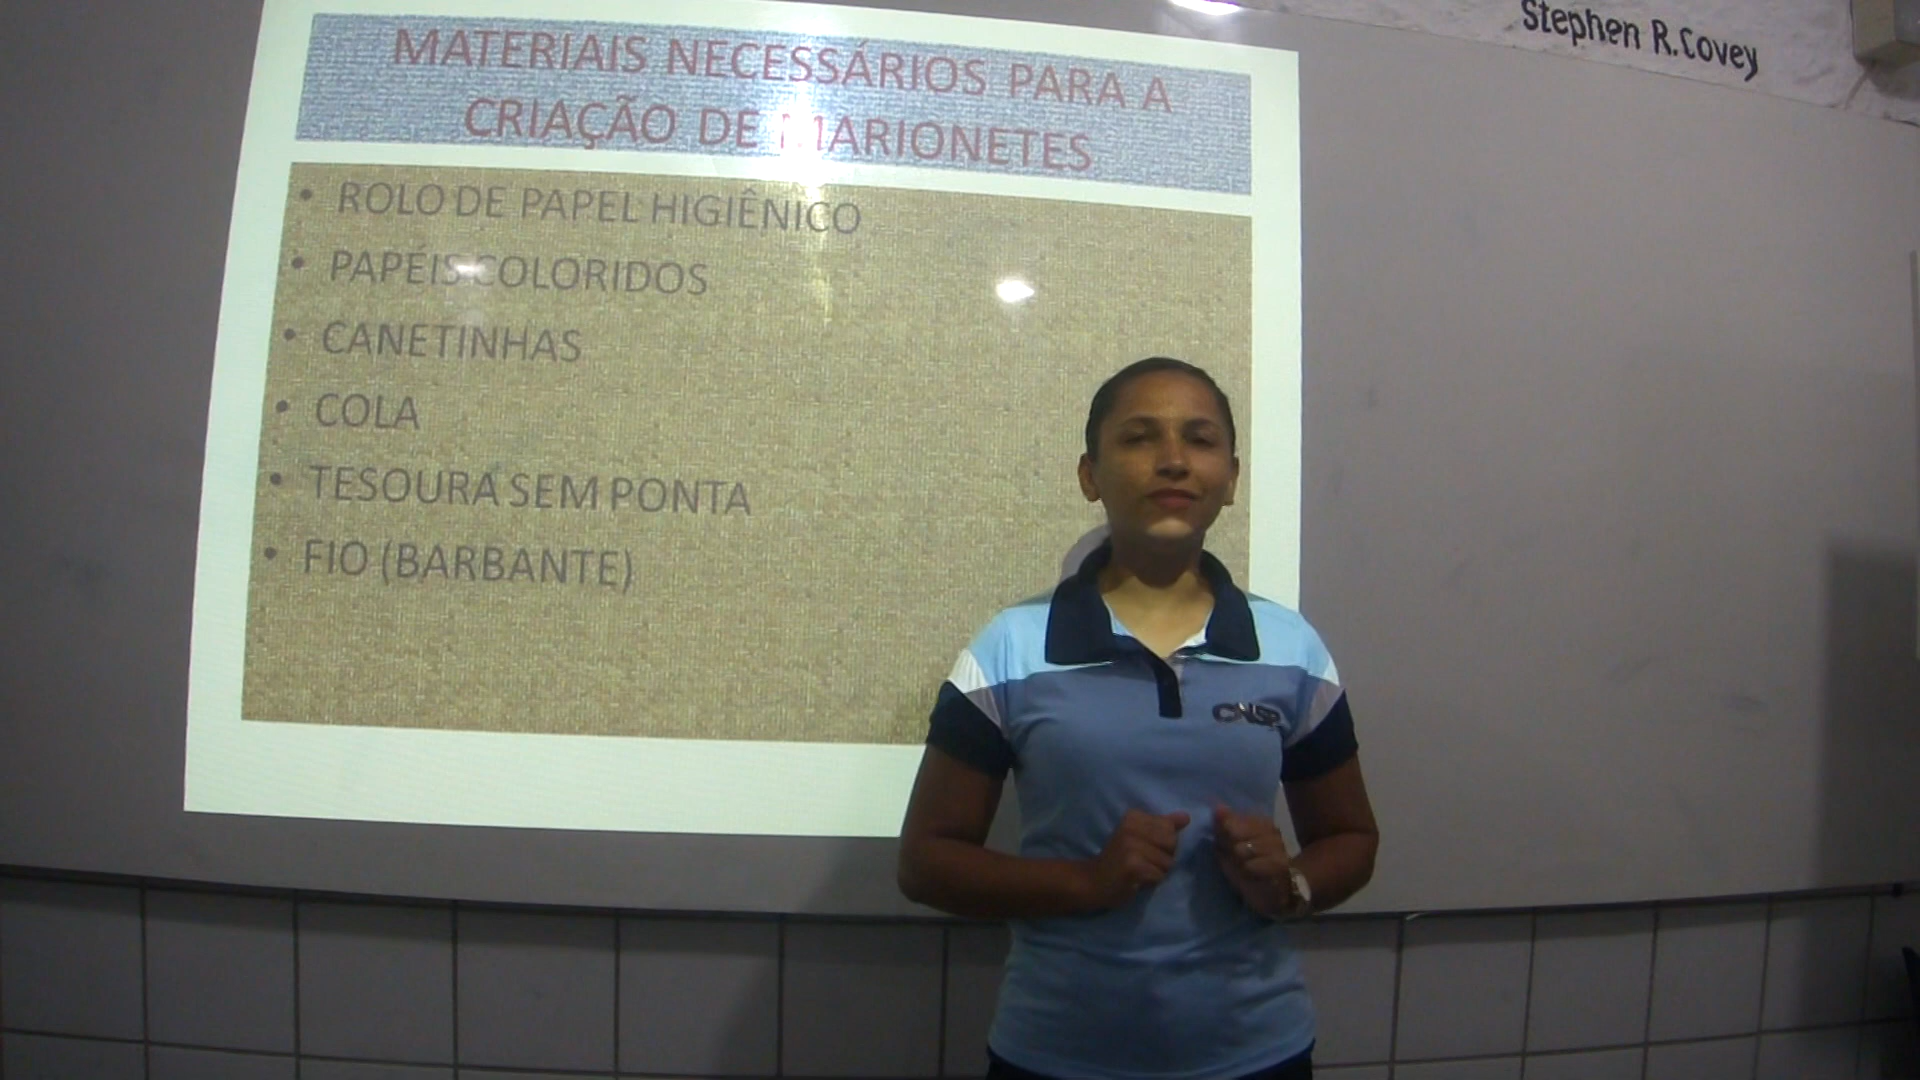 Stephen R. Covey
MATERIAIS NECESSÁRIOS PARA A
CRIAÇÃO DE MARIONETES
• ROLO DE PAPEL HIGIÊNICO
• PAPÉIS COLORIDOS
• CANETINHAS
• COLA
• TESOURA SEM PONTA
• FIO (BARBANTE)
CNSP